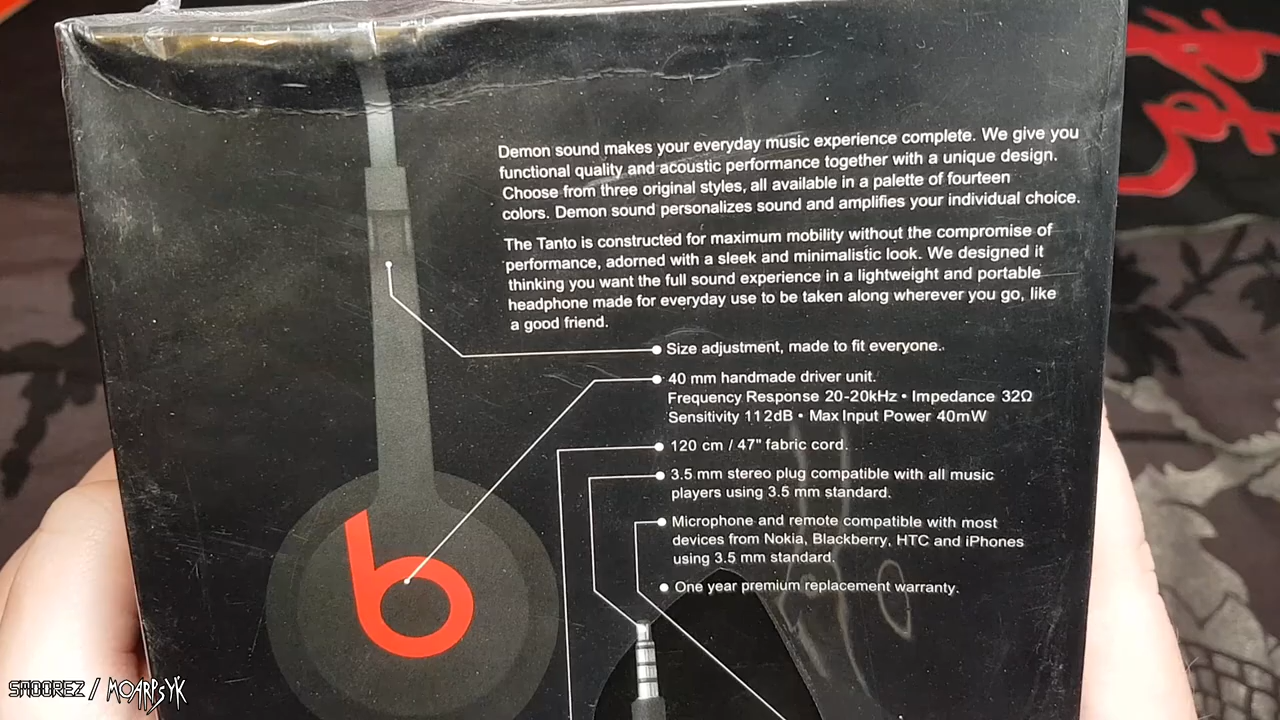 Demon sound makes your everyday music experience complete. We give you
functional quality and acoustic performance together with a unique design.
Choose from three original styles, all available in a palette of fourteen
colors. Demon sound personalizes sound and amplifies your individual choice.
The Tanto is constructed for maximum mobility without the compromise of
performance, adorned with a sleek and minimalistic look. We designed it
thinking you want the full sound experience in a lightweight and portable
headphone made for everyday use to be taken along wherever you go, like
a good friend.
Size adjustment, made to fit everyone.
40 mm handmade driver unit.
Frequency Response 20-20kHz • Impedance 32Ω
Sensitivity 112dB • Max Input Power 40mW
120 cm / 47" fabric cord.
3.5 mm stereo plug compatible with all music
players using 3.5 mm standard.
Microphone and remote compatible with most
devices from Nokia, Blackberry, HTC and iPhones
using 3.5 mm standard.
One year premium replacement warranty.
b
SMOOREZ / MOARPSYK